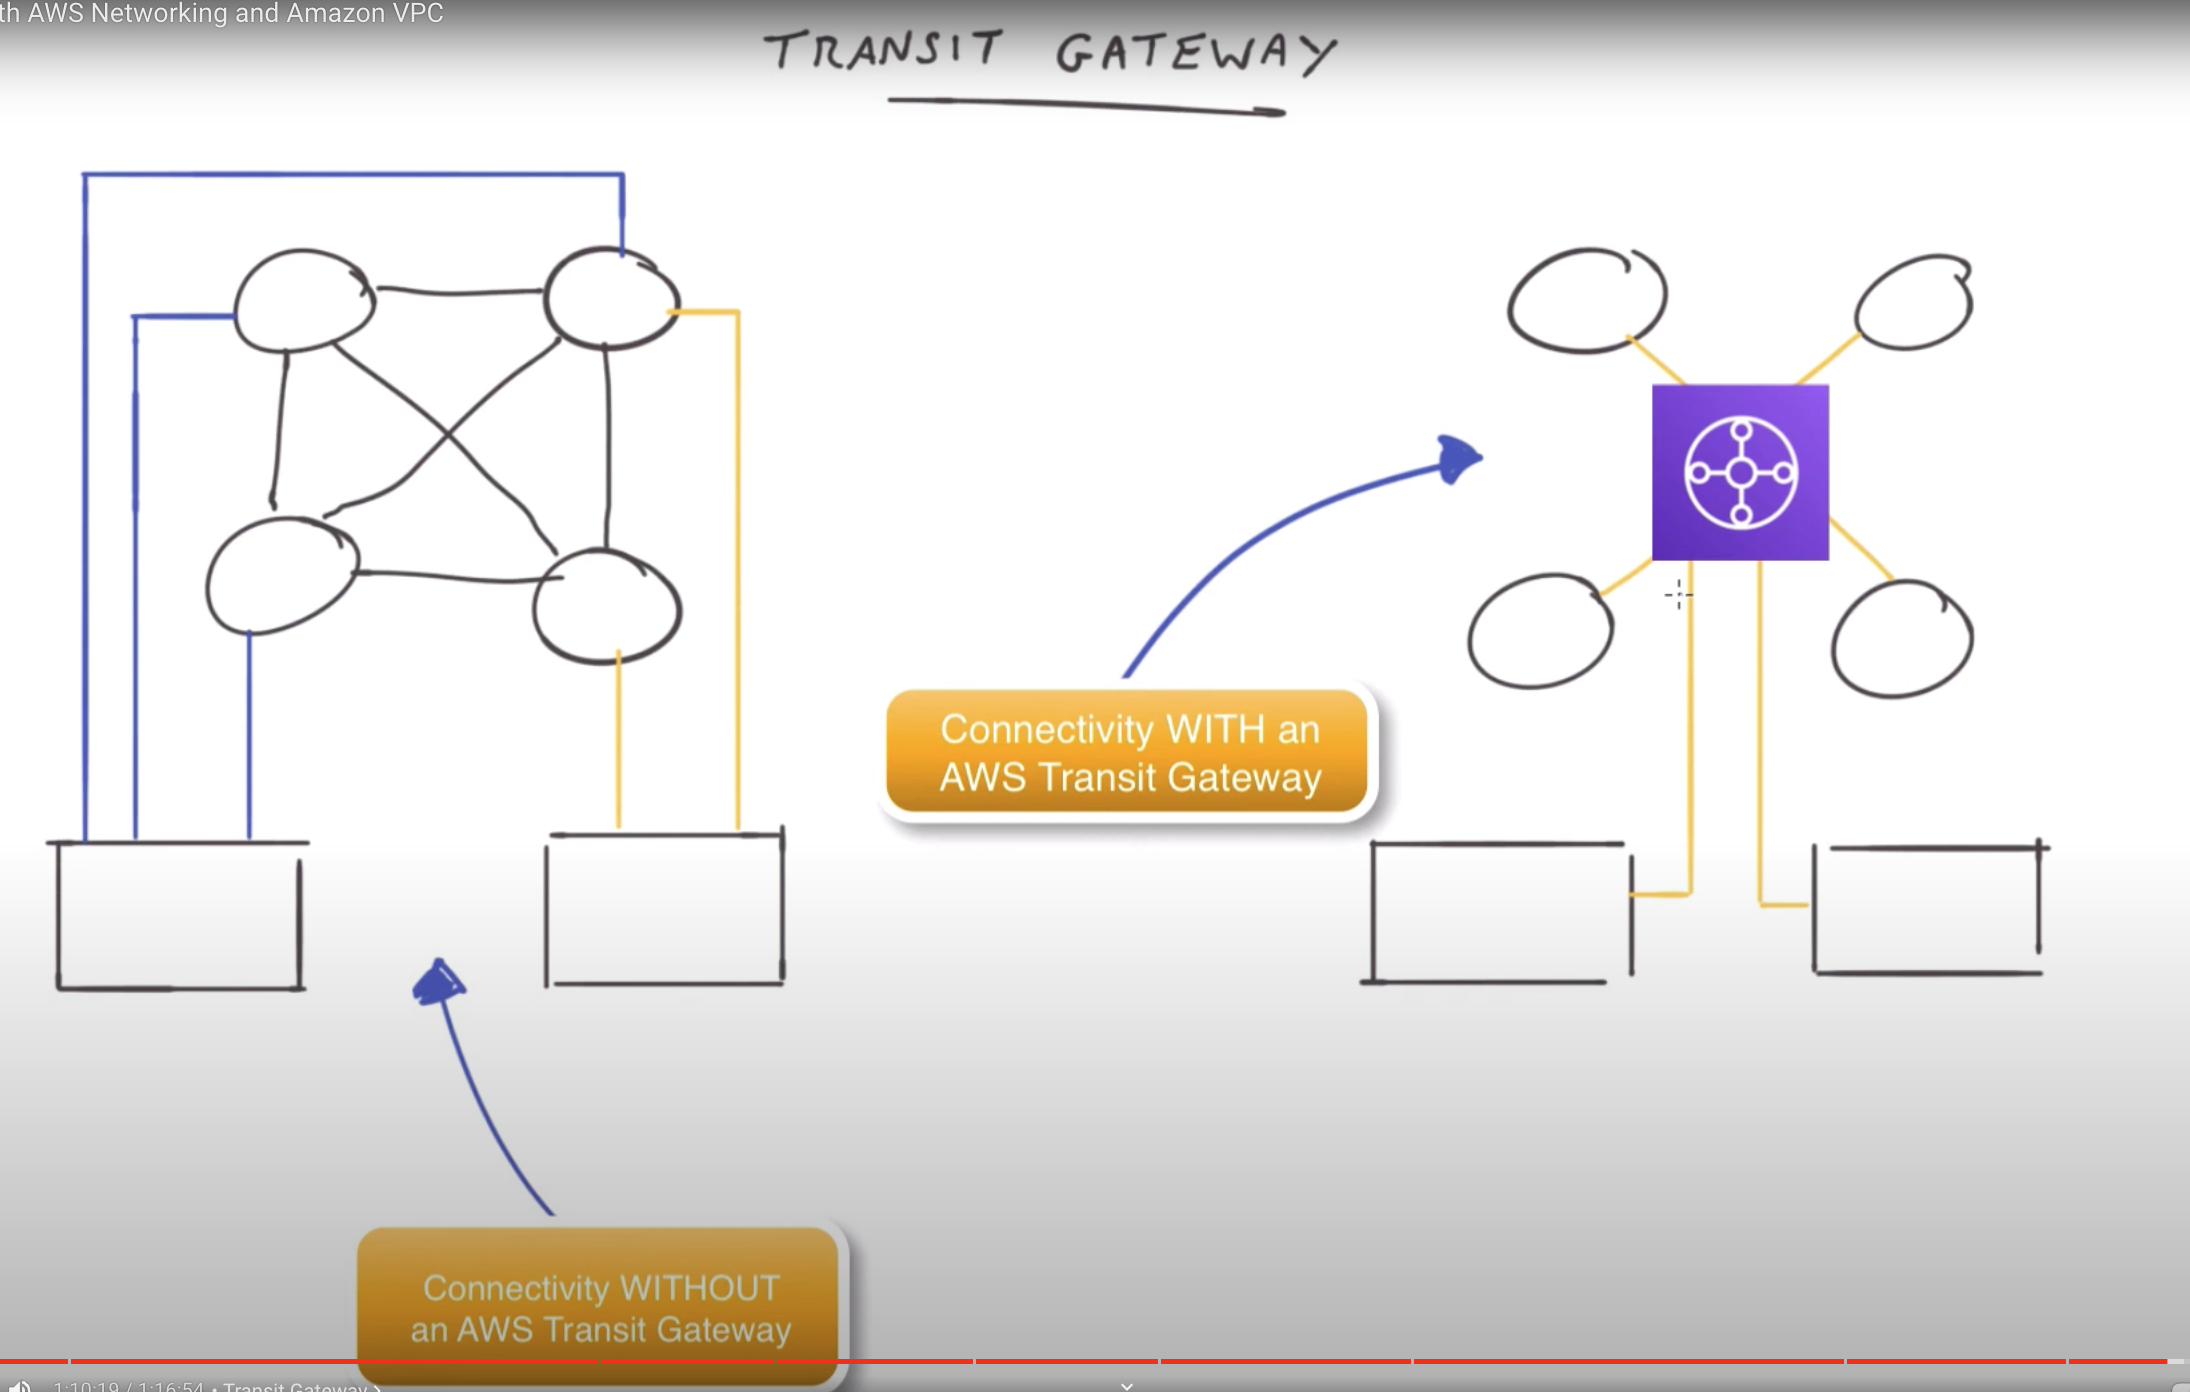 th AWS Networking and Amazon VPC
TRANSIT GATEWAY
Connectivity WITH an
AWS Transit Gateway
Connectivity WITHOUT
an AWS Transit Gateway
1:10:19 / 1:16:54 • Transit Gateway